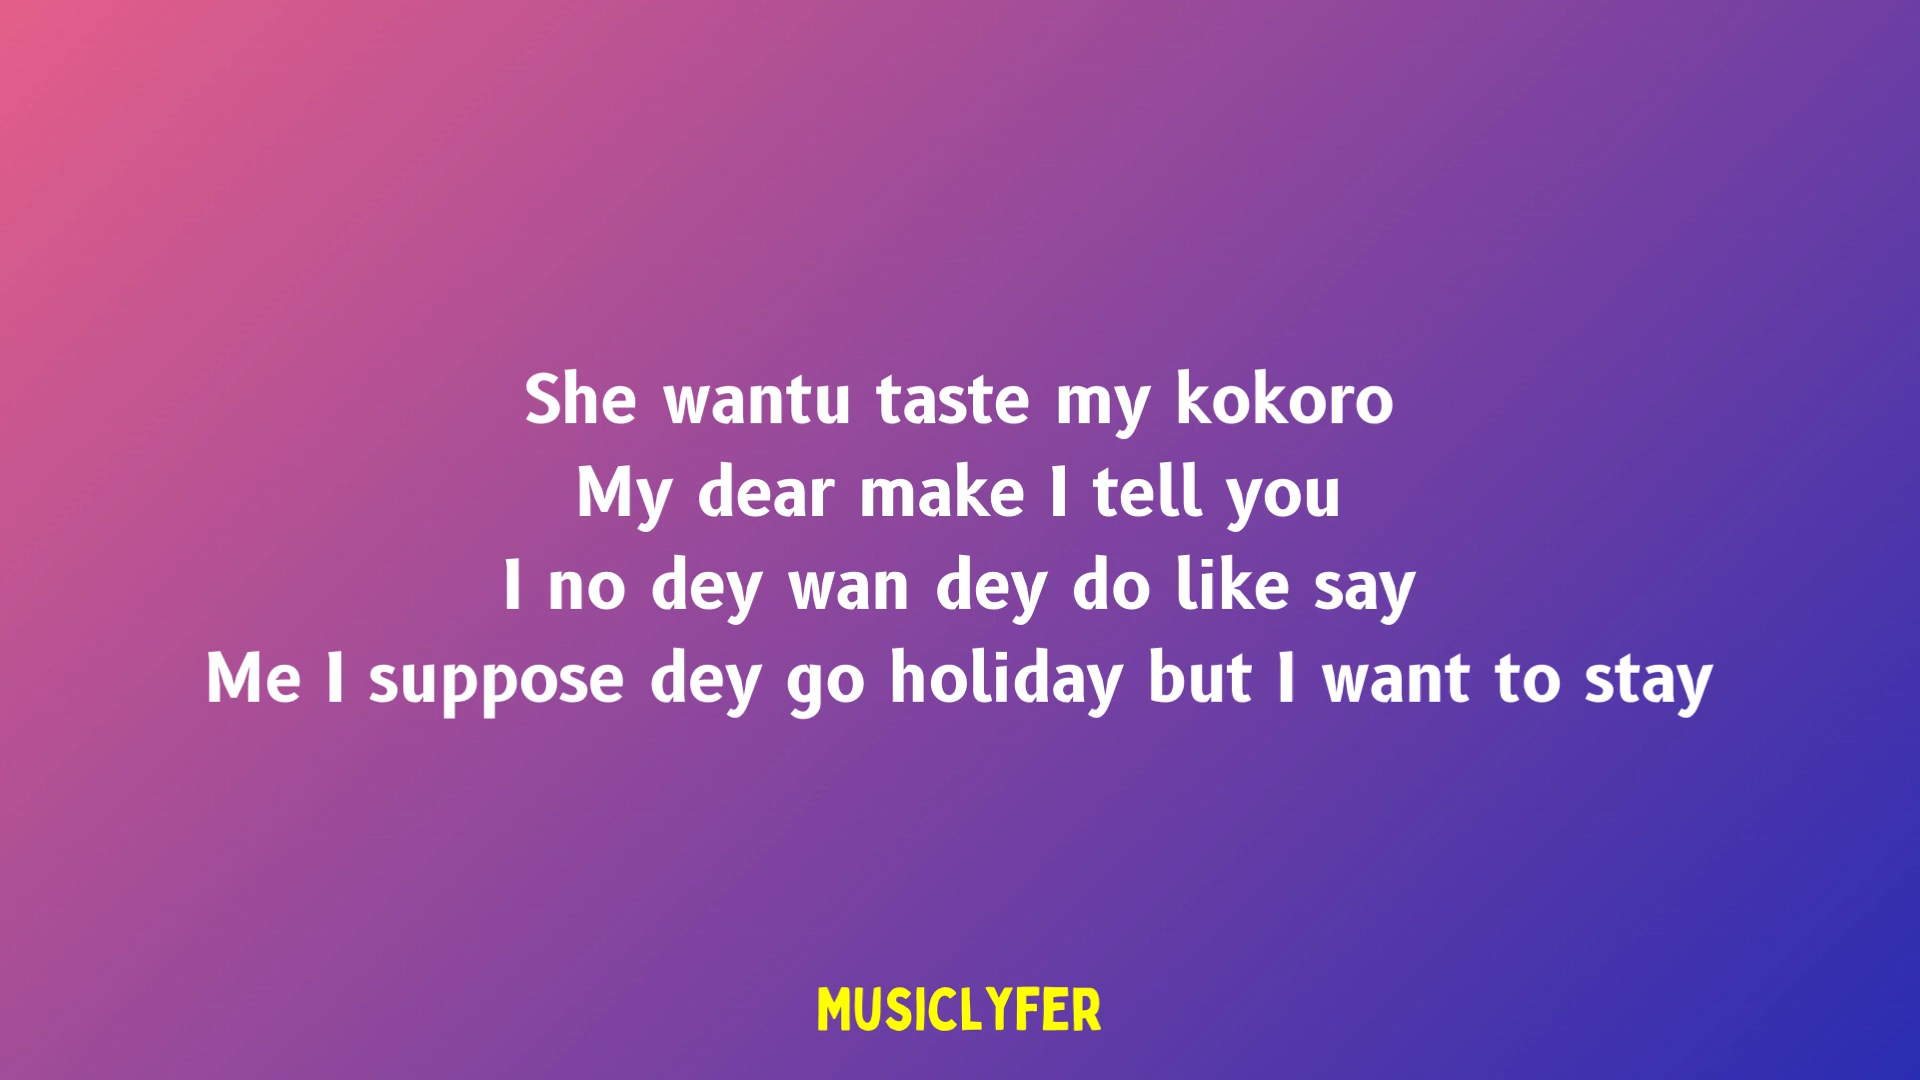 She wantu taste my kokoro
My dear make I tell you
I no dey wan dey do like say
Me I suppose dey go holiday but I want to stay
MUSICLYFER